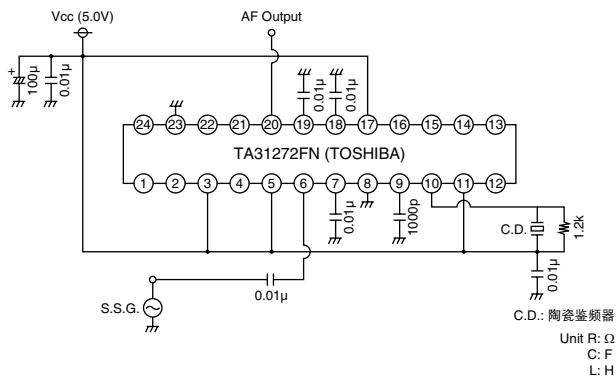 Vcc (5.0V)
AF Output
+
100μ
0.01μ
0.01μ
0.01μ
24 23 22 21 20 19 18 17 16 15 14 13
TA31272FN (TOSHIBA)
1 2 3 4 5 6 7 8 9 10 11 12
0.01μ
1000p
C.D.
1.2k
0.01μ
S.S.G.
0.01μ
C.D.: 陶瓷鉴频器
Unit R: Ω
C: F
L: H